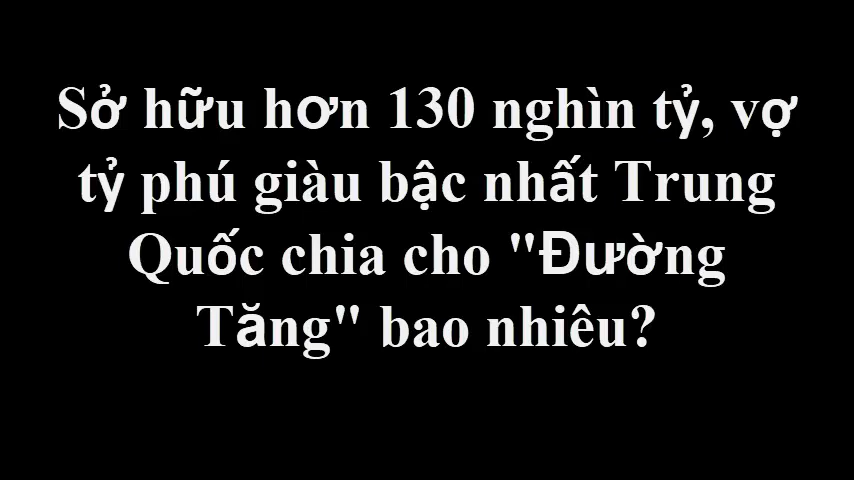 Sở hữu hơn 130 nghìn tỷ, vợ
tỷ phú giàu bậc nhất Trung
Quốc chia cho "Đường
Tăng" bao nhiêu?